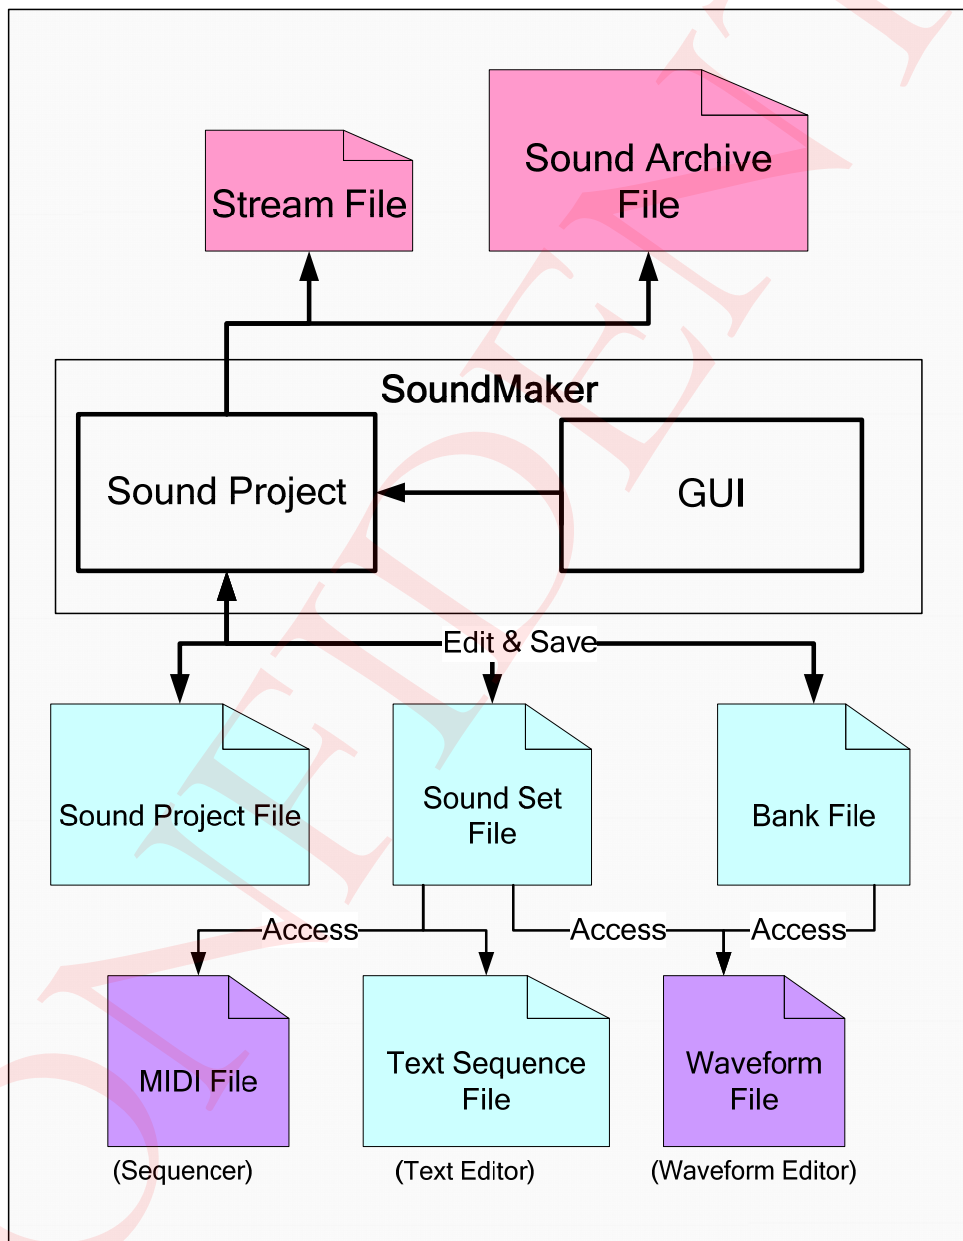 Stream File
Sound Archive
File
SoundMaker
Sound Project
GUI
Edit & Save
Sound Project File
Sound Set
File
Bank File
Access
Access
Access
MIDI File
Text Sequence
File
Waveform
File
(Sequencer)
(Text Editor)
(Waveform Editor)
ONFIDENT